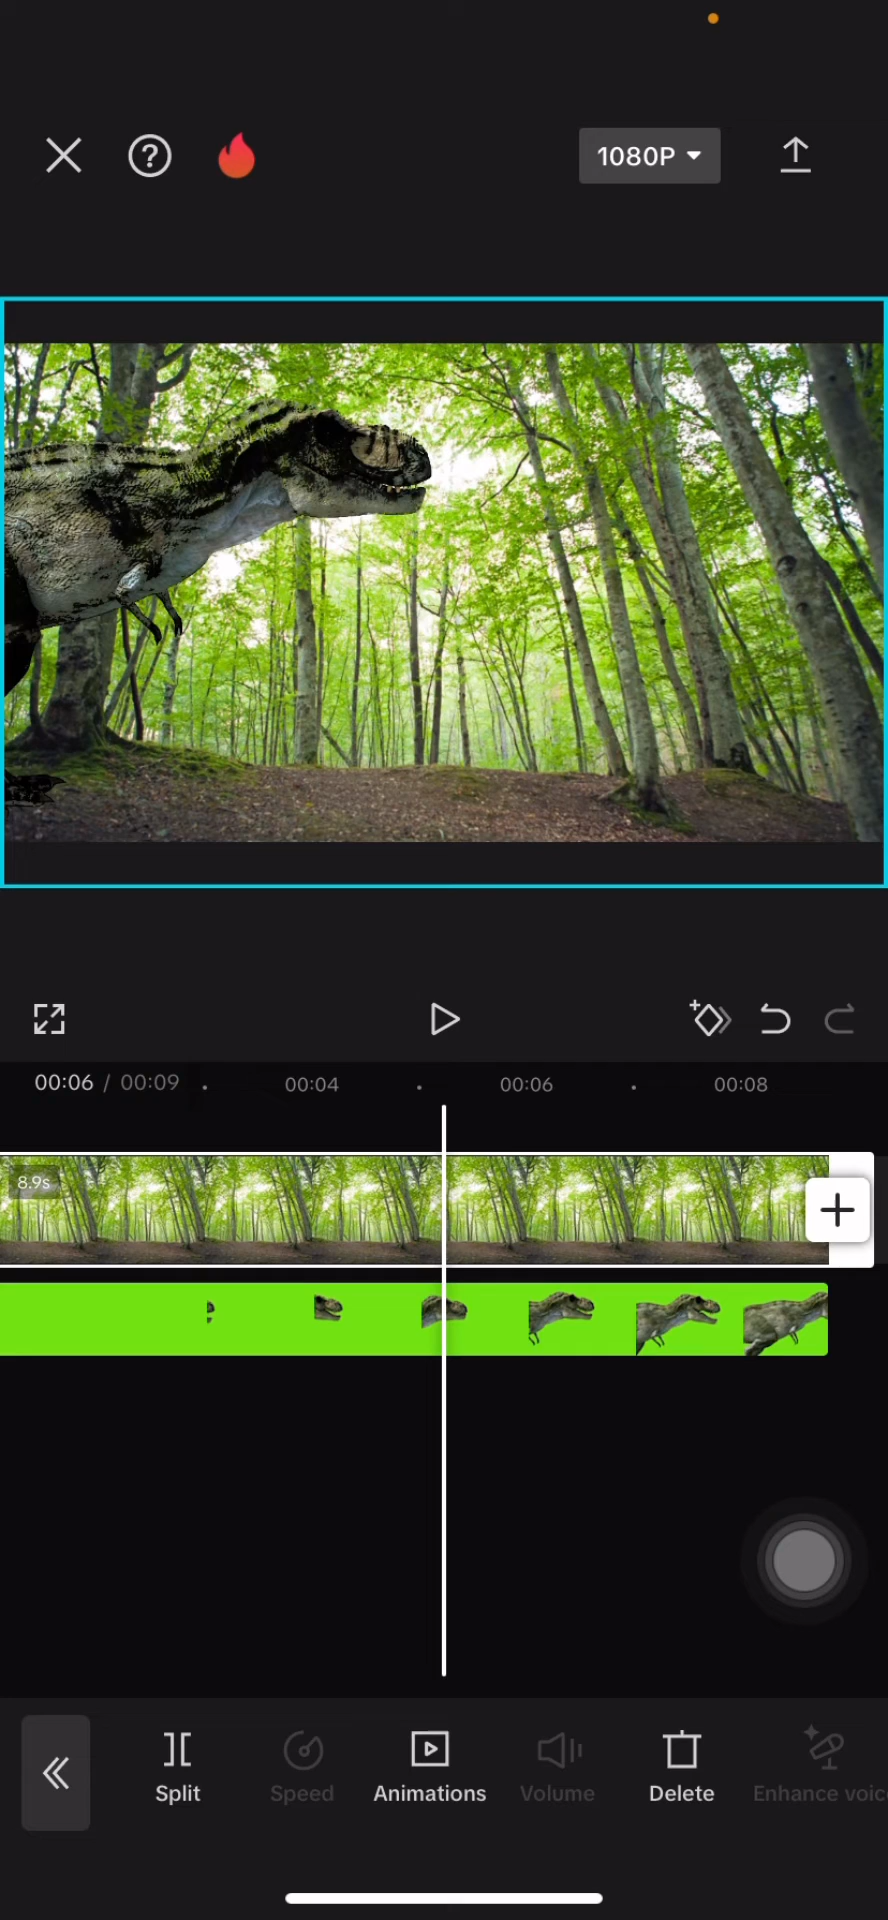 1080P
00:06 / 00:09
00:04
00:06
00:08
8.9s
Split
Speed
Animations
Volume
Delete
Enhance voic